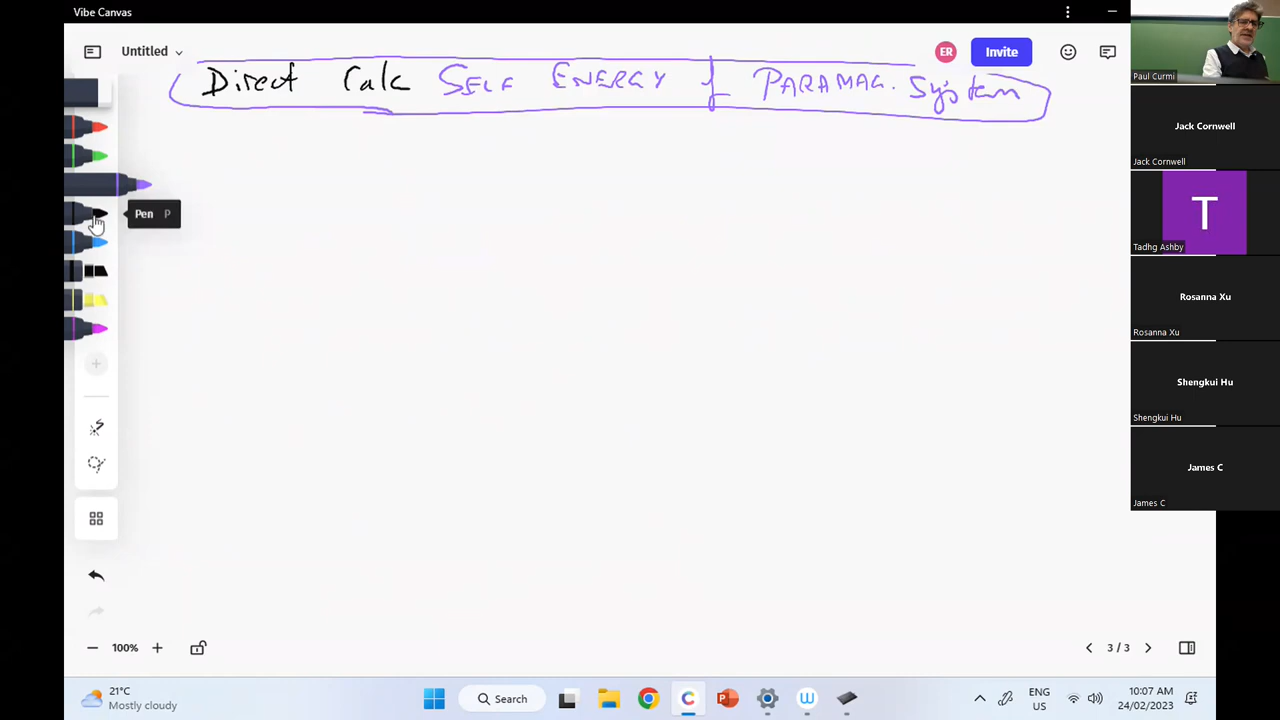 Vibe Canvas
Untitled
ER
Invite
Direct Calc SELF ENERGY of PARAMAG. System
Pen P
100%
3 / 3
Paul Curmi
Jack Cornwell
Jack Cornwell
T
Tadhg Ashby
Rosanna Xu
Rosanna Xu
Shengkui Hu
Shengkui Hu
James C
James C
21°C
Mostly cloudy
Search
ENG
US
10:07 AM
24/02/2023